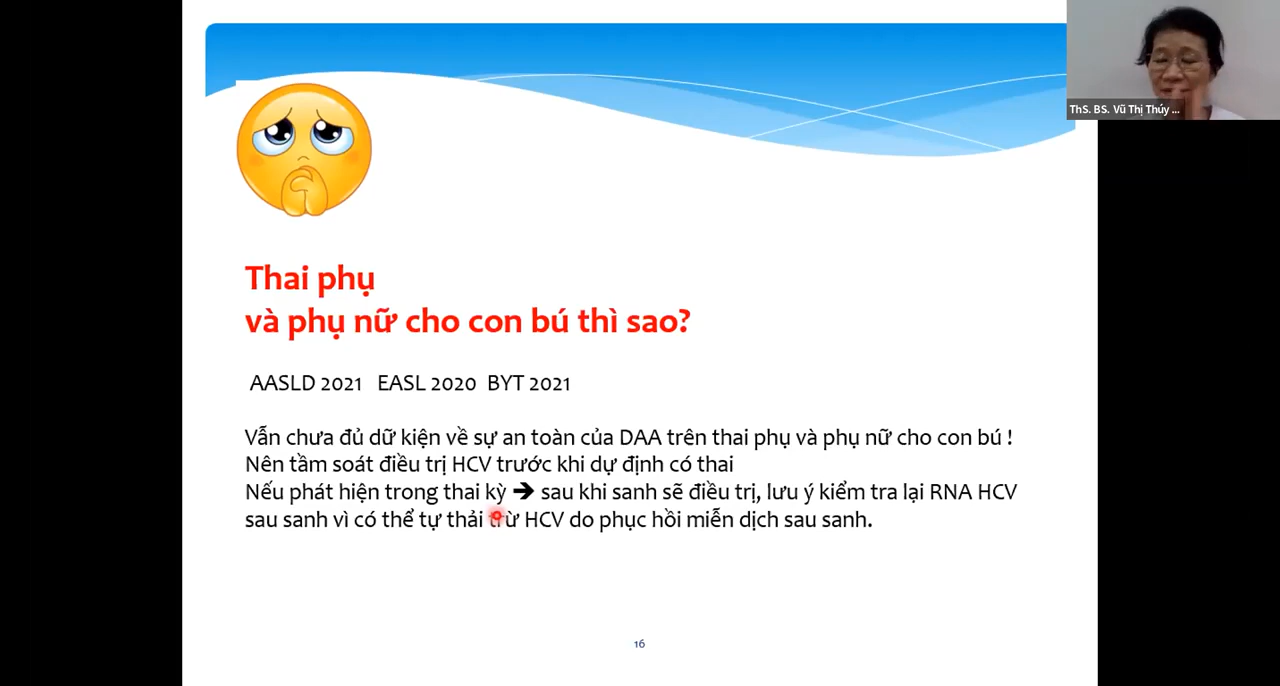 ThS. BS. Vũ Thị Thúy ...
Thai phụ
và phụ nữ cho con bú thì sao?
AASLD 2021 EASL 2020 BYT 2021
Vẫn chưa đủ dữ kiện về sự an toàn của DAA trên thai phụ và phụ nữ cho con bú !
Nên tầm soát điều trị HCV trước khi dự định có thai
Nếu phát hiện trong thai kỳ ➔ sau khi sanh sẽ điều trị, lưu ý kiểm tra lại RNA HCV
sau sanh vì có thể tự thải trừ HCV do phục hồi miễn dịch sau sanh.
16